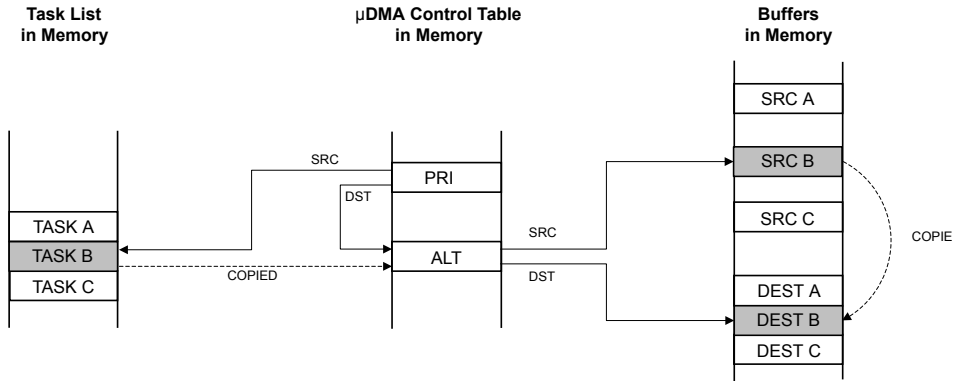 Task List
in Memory
µDMA Control Table
in Memory
Buffers
in Memory
SRC A
SRC
PRI
SRC B
DST
TASK A
SRC C
SRC
TASK B
ALT
COPIE
COPIED
DST
TASK C
DEST A
DEST B
DEST C